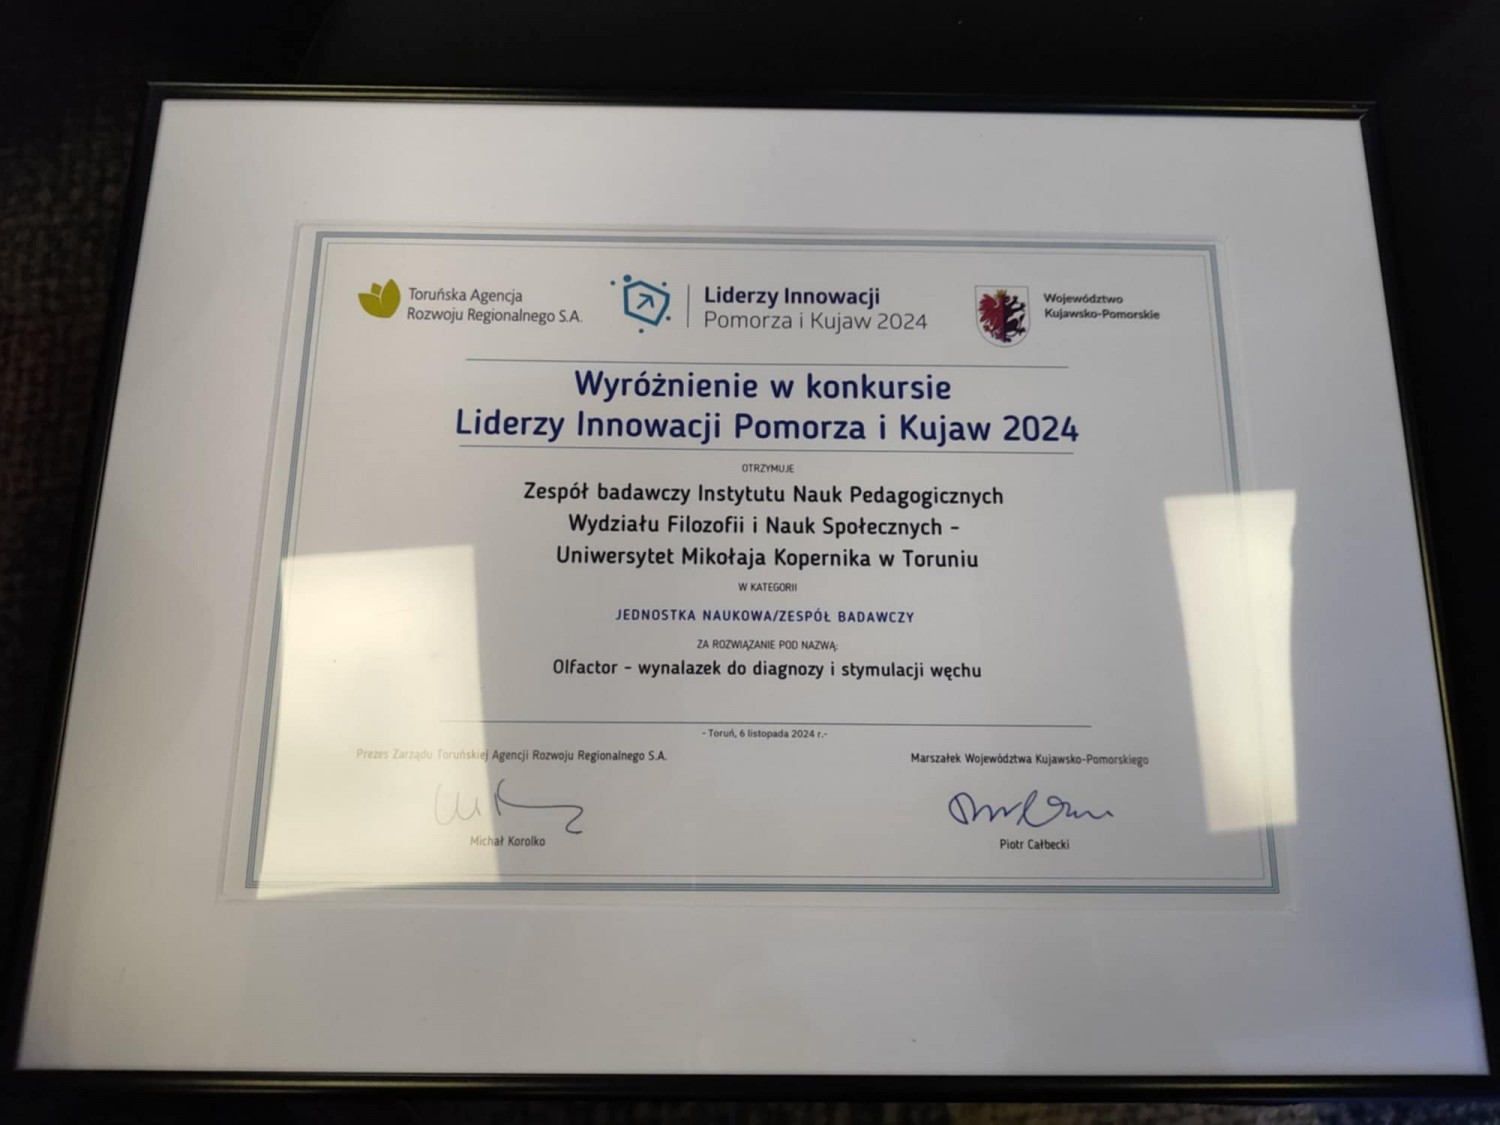 Toruńska Agencja
Rozwoju Regionalnego S.A.
Liderzy Innowacji
Pomorza i Kujaw 2024
Województwo
Kujawsko-Pomorskie
Wyróżnienie w konkursie
Liderzy Innowacji Pomorza i Kujaw 2024
OTRZYMUJE
Zespół badawczy Instytutu Nauk Pedagogicznych
Wydziału Filozofii i Nauk Społecznych -
Uniwersytet Mikołaja Kopernika w Toruniu
W KATEGORII
JEDNOSTKA NAUKOWA/ZESPÓŁ BADAWCZY
ZA ROZWIĄZANIE POD NAZWĄ:
Olfactor - wynalazek do diagnozy i stymulacji węchu
- Toruń, 6 listopada 2024 r.-
Prezes Zarządu Toruńskiej Agencji Rozwoju Regionalnego S.A.
Michał Korolko
Marszałek Województwa Kujawsko-Pomorskiego
Piotr Całbecki